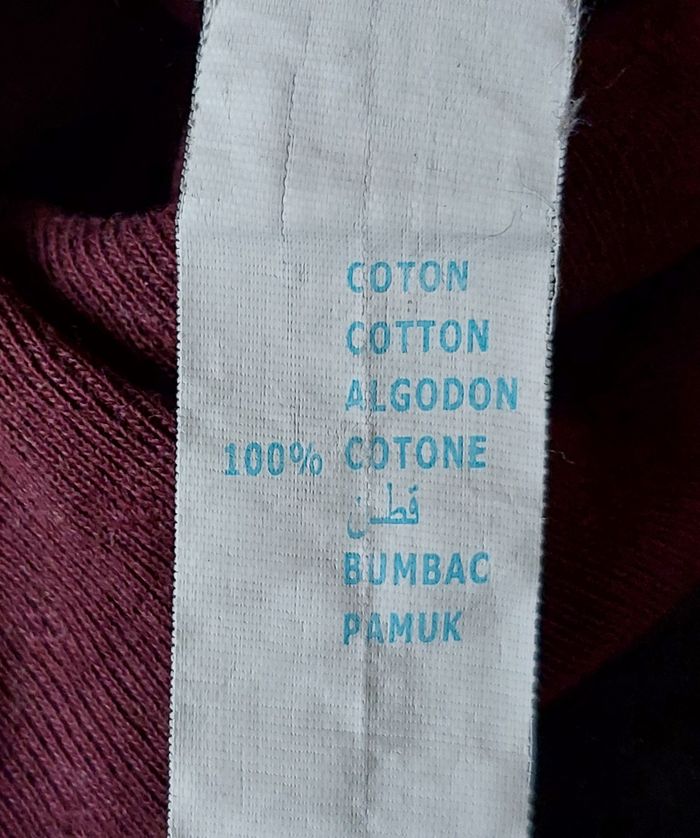 COTON
COTTON
ALGODON
100% COTONE
قطن
BUMBAC
PAMUK